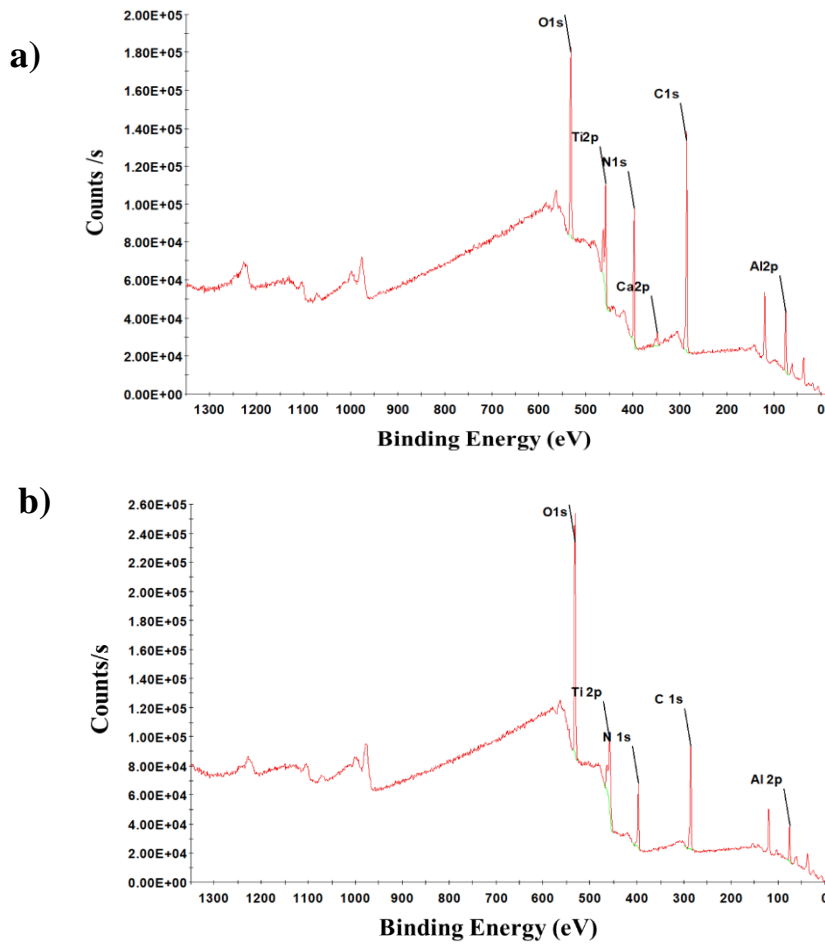 a)
Counts /s
2.00E+05
1.80E+05
1.60E+05
1.40E+05
1.20E+05
1.00E+05
8.00E+04
6.00E+04
4.00E+04
2.00E+04
0.00E+00
O1s
C1s
Ti2p
N1s
Ca2p
Al2p
1300 1200 1100 1000 900 800 700 600 500 400 300 200 100 0
Binding Energy (eV)
b)
Counts/s
2.60E+05
2.40E+05
2.20E+05
2.00E+05
1.80E+05
1.60E+05
1.40E+05
1.20E+05
1.00E+05
8.00E+04
6.00E+04
4.00E+04
2.00E+04
0.00E+00
O1s
Ti 2p
C 1s
N 1s
Al 2p
1300 1200 1100 1000 900 800 700 600 500 400 300 200 100 0
Binding Energy (eV)